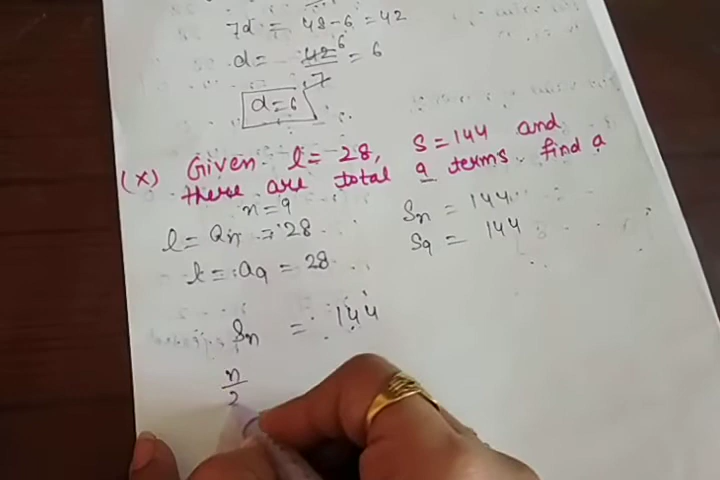 7d = 48-6 = 42
d = 42/7 6 = 6
d = 6
(x) Given l = 28, S = 144 and
there are total 9 terms. find a
n = 9
l = an = 28
Sn = 144
l = a9 = 28
S9 = 144
Sn = 144
n/2